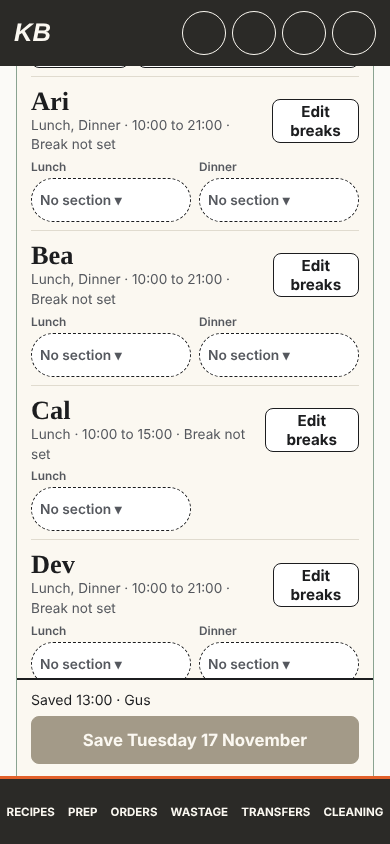 KB
Ari
Edit
breaks
Lunch, Dinner · 10:00 to 21:00 ·
Break not set
Lunch
Dinner
No section ▾
No section ▾
Bea
Edit
breaks
Lunch, Dinner · 10:00 to 21:00 ·
Break not set
Lunch
Dinner
No section ▾
No section ▾
Cal
Edit
breaks
Lunch · 10:00 to 15:00 · Break not
set
Lunch
No section ▾
Dev
Edit
breaks
Lunch, Dinner · 10:00 to 21:00 ·
Break not set
Lunch
Dinner
No section ▾
No section ▾
Saved 13:00 · Gus
Save Tuesday 17 November
RECIPES PREP ORDERS WASTAGE TRANSFERS CLEANING